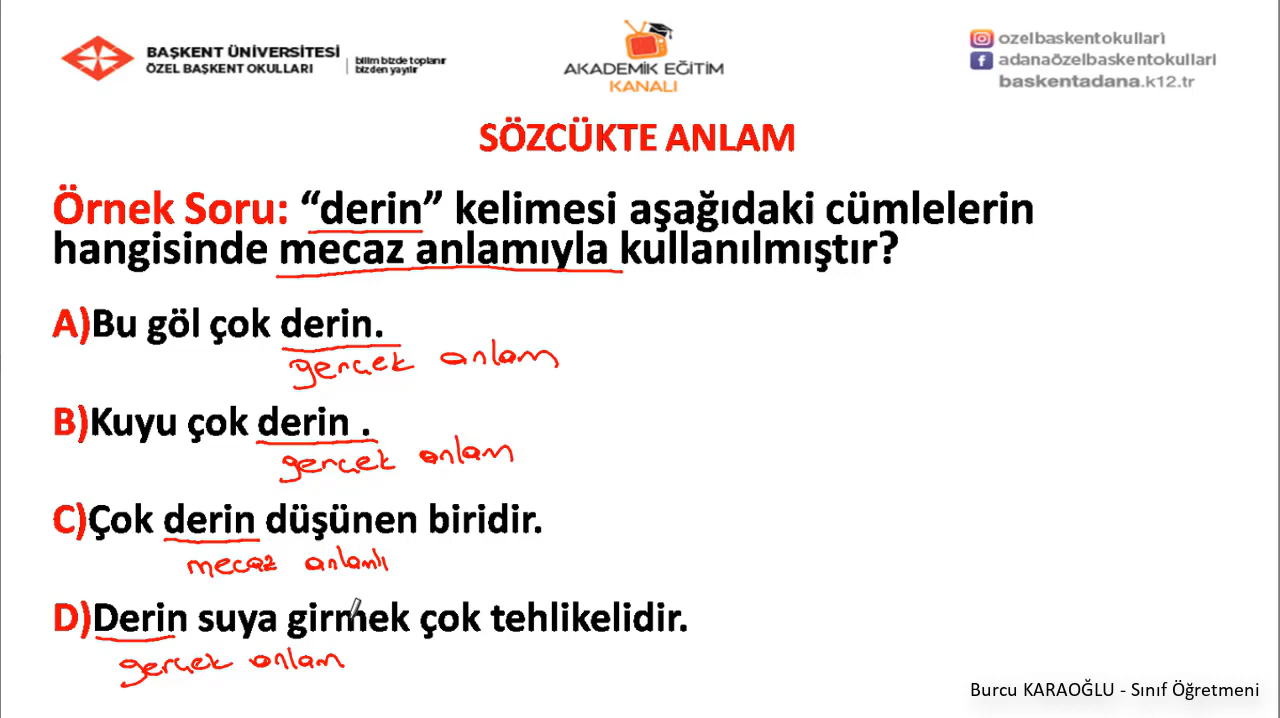 BAŞKENT ÜNİVERSİTESİ
ÖZEL BAŞKENT OKULLARI
bilim bizde toplanır
bizden yayılır
AKADEMİK EĞİTİM
KANALI
ozelbaskentokullari
adanaözelbaskentokullari
baskentadana.k12.tr
SÖZCÜKTE ANLAM
Örnek Soru: “derin” kelimesi aşağıdaki cümlelerin
hangisinde mecaz anlamıyla kullanılmıştır?
A)Bu göl çok derin.
gerçek anlam
B)Kuyu çok derin .
gerçek anlam
C)Çok derin düşünen biridir.
mecaz anlamlı
D)Derin suya girmek çok tehlikelidir.
gerçek anlam
Burcu KARAOĞLU - Sınıf Öğretmeni